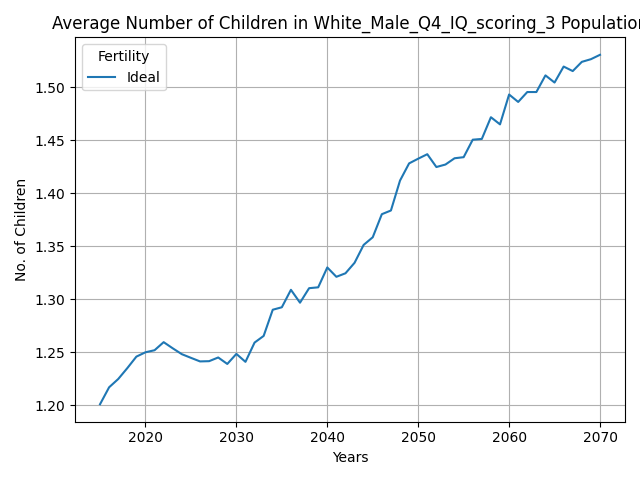 Average Number of Children in White_Male_Q4_IQ_scoring_3 Population
Fertility
Ideal
No. of Children
1.50
1.45
1.40
1.35
1.30
1.25
1.20
2020 2030 2040 2050 2060 2070
Years